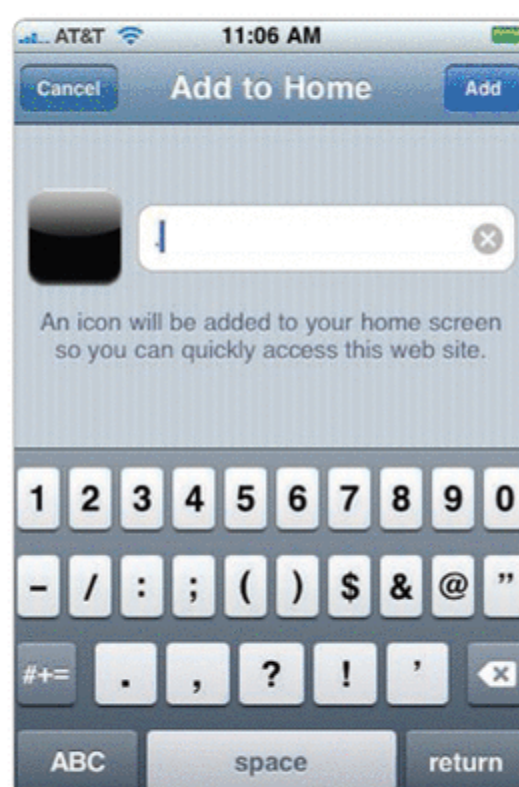 AT&T 11:06 AM
Cancel Add to Home Add
.
An icon will be added to your home screen
so you can quickly access this web site.
1 2 3 4 5 6 7 8 9 0
- / : ; ( ) $ & @ ”
#+= . , ? ! ’
ABC space return